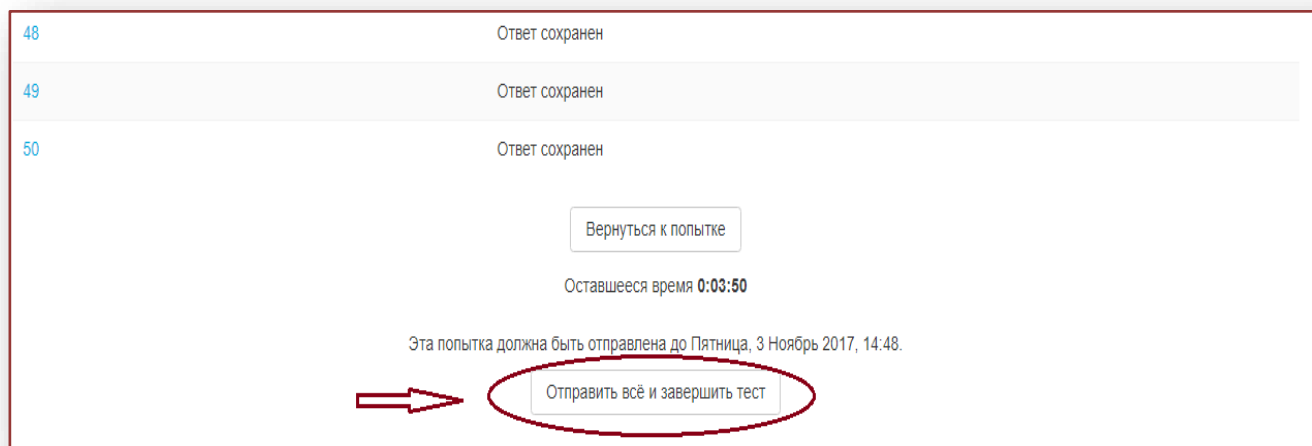 48 Ответ сохранен
49 Ответ сохранен
50 Ответ сохранен
Вернуться к попытке
Оставшееся время 0:03:50
Эта попытка должна быть отправлена до Пятница, 3 Ноябрь 2017, 14:48.
Отправить всё и завершить тест